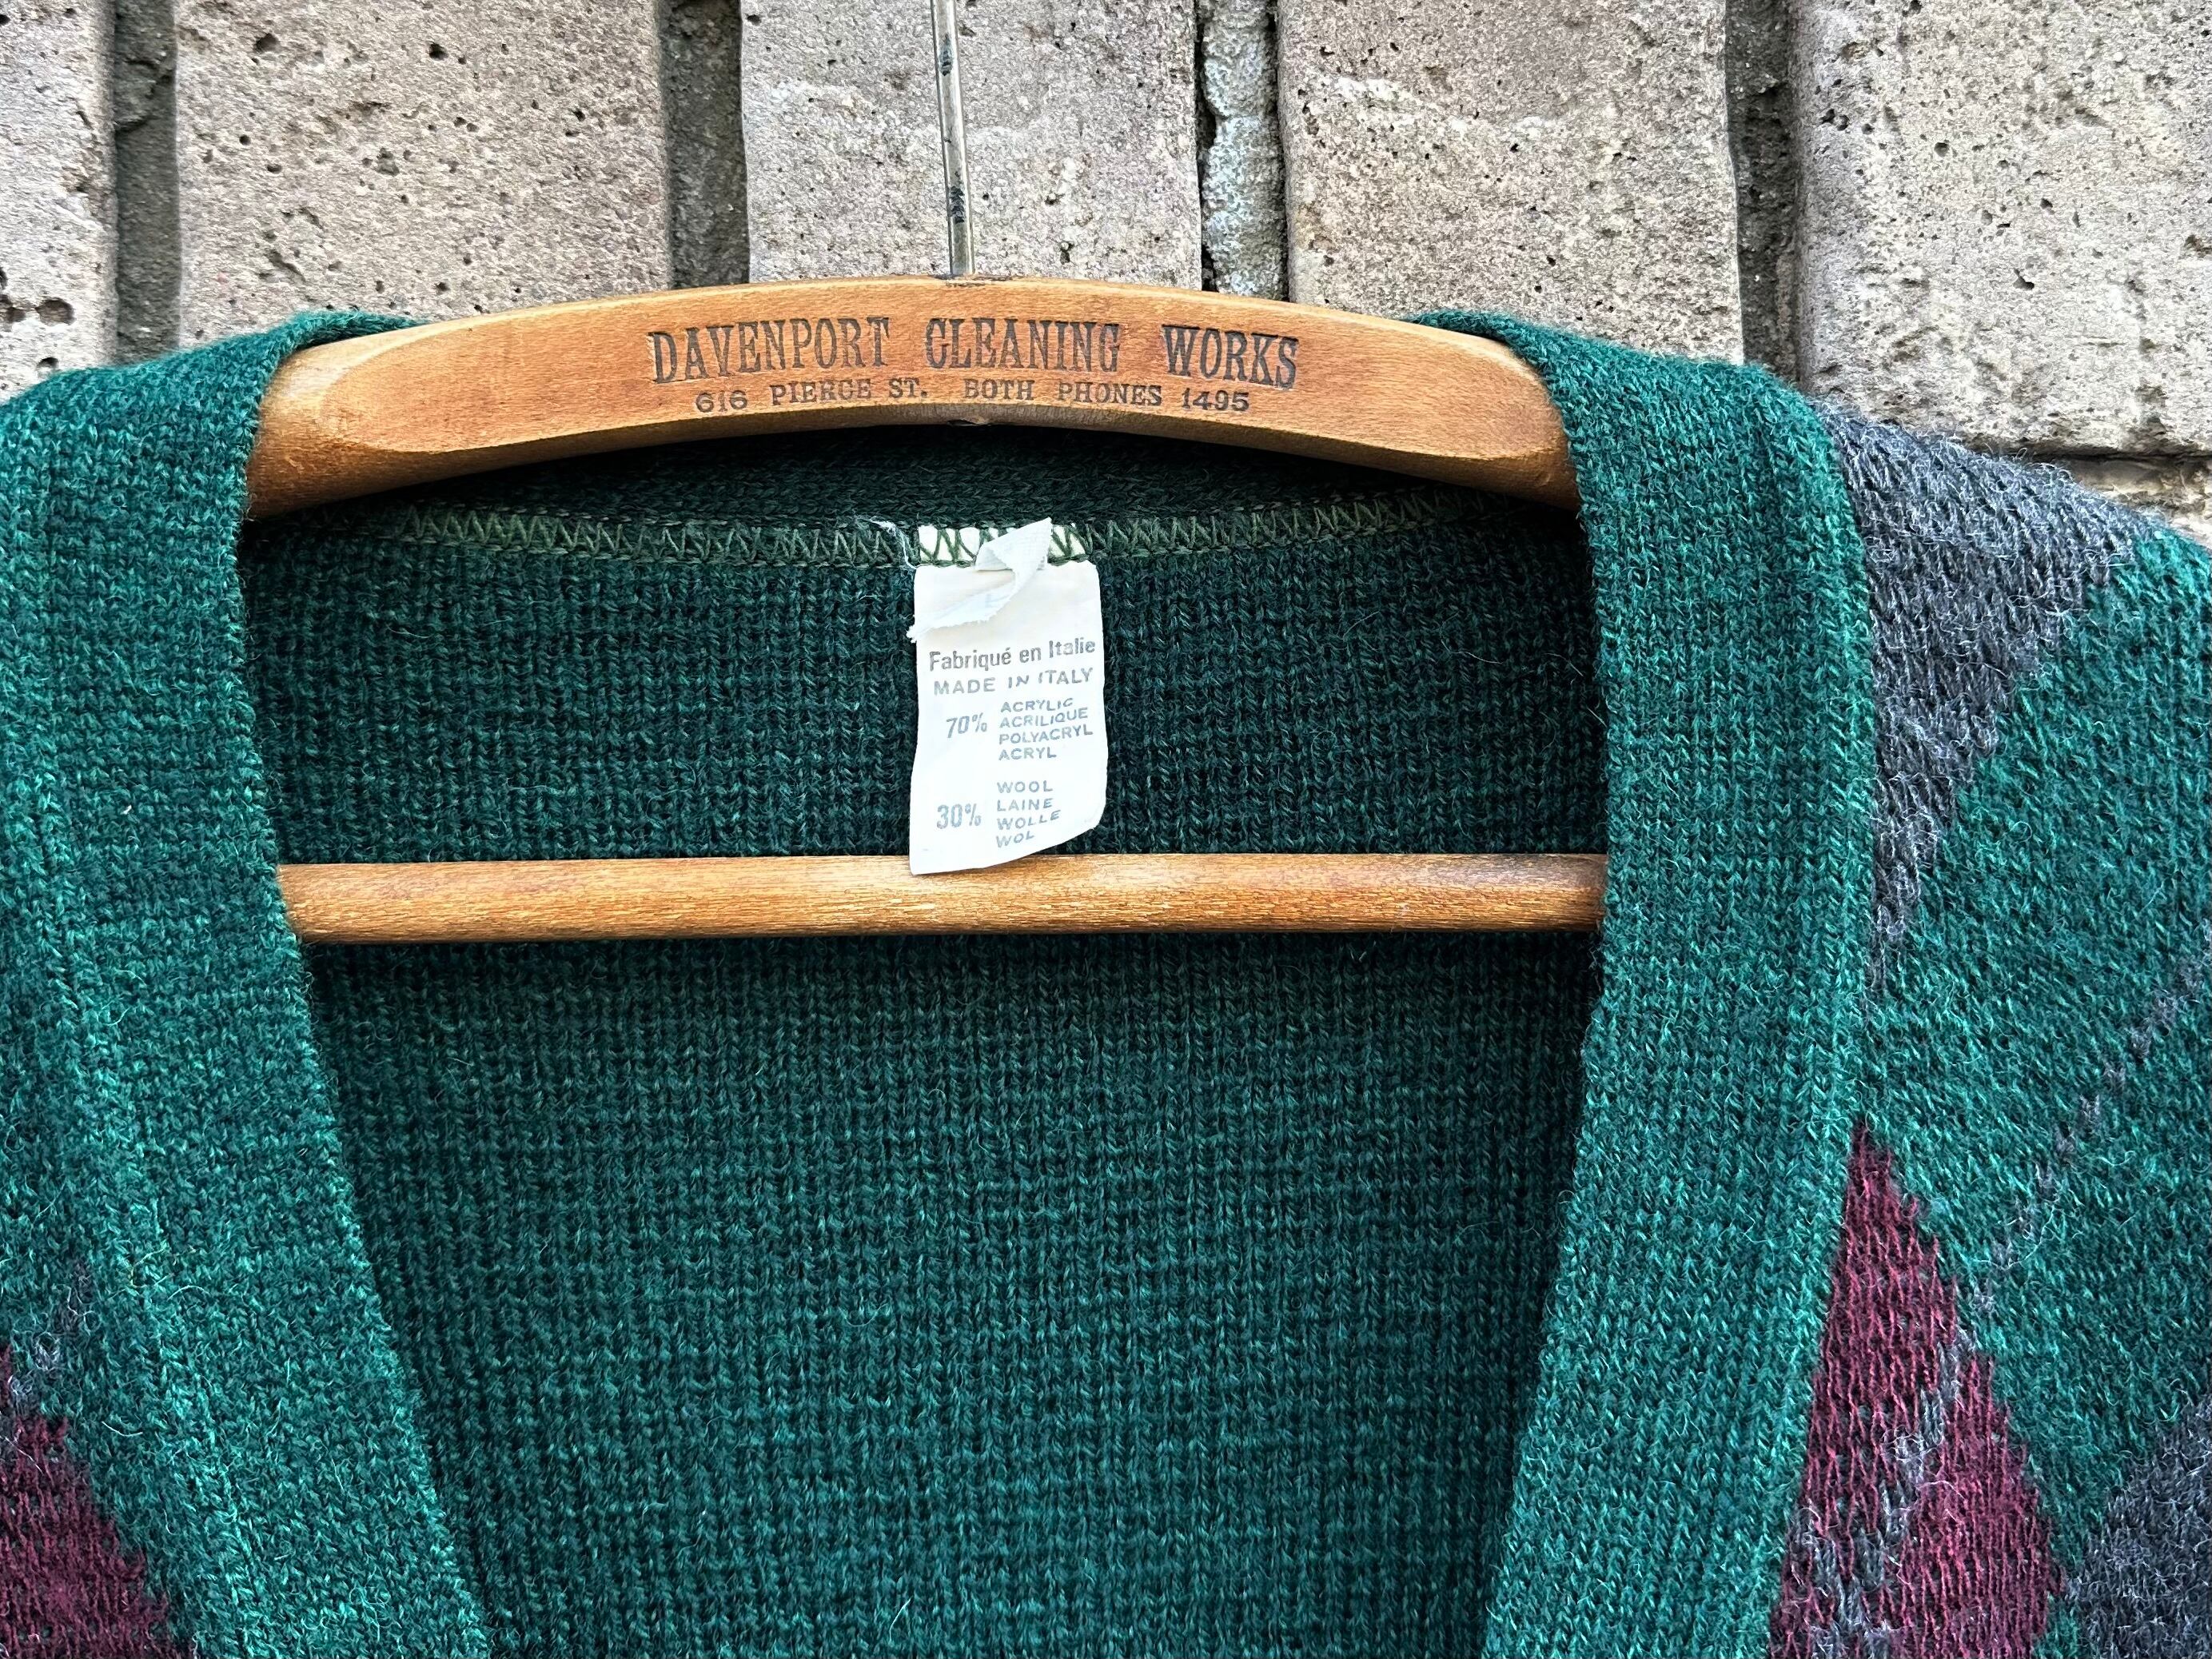 DAVENPORT CLEANING WORKS
616 PIERCE ST. BOTH PHONES 1495
Fabriqué en Italie
MADE IN ITALY
70% ACRYLIC
ACRILIQUE
POLYACRYL
ACRYL
30% WOOL
LAINE
WOLLE
WOL